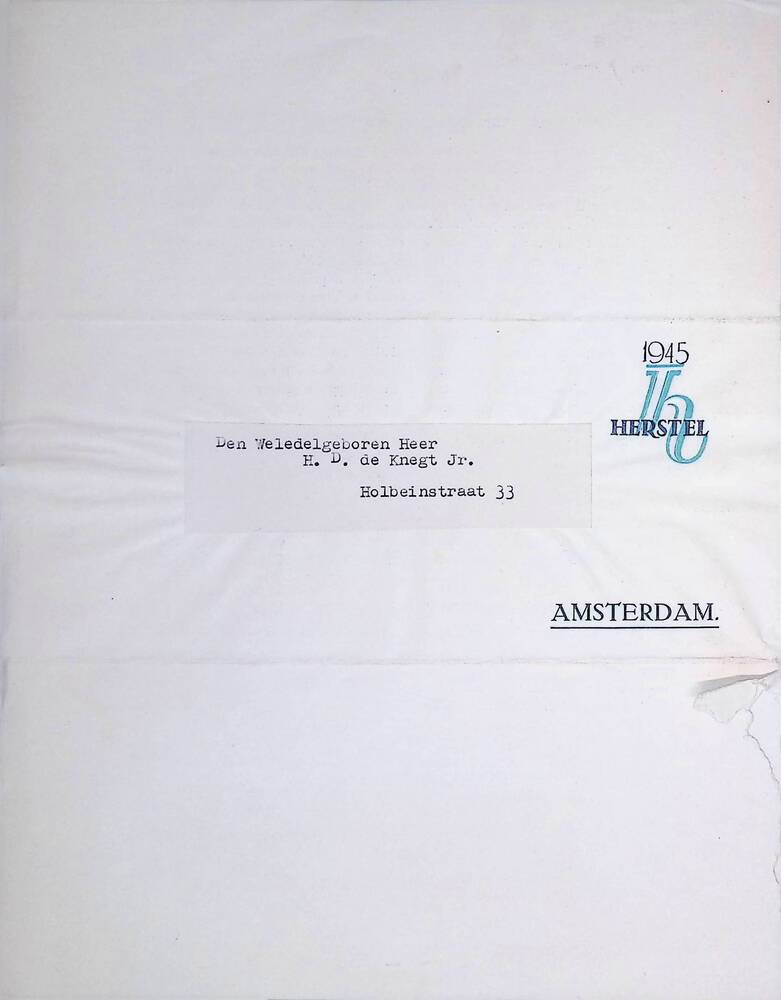 1945
HERSTEL
Den Weledelgeboren Heer
H. D. de Knegt Jr.
Holbeinstraat 33
AMSTERDAM.